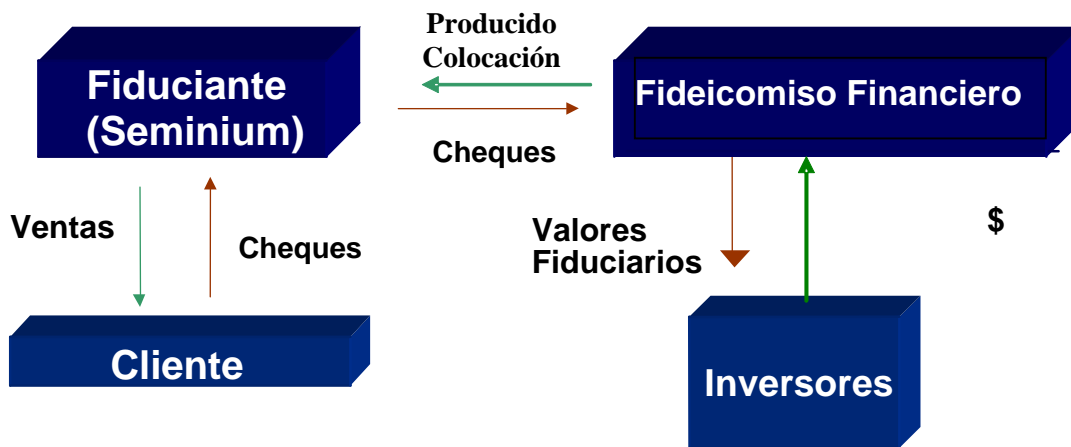 Producido
Colocación
Fiduciante
(Seminium)
Fideicomiso Financiero
Cheques
Ventas
Cheques
Valores
Fiduciarios
$
Cliente
Inversores